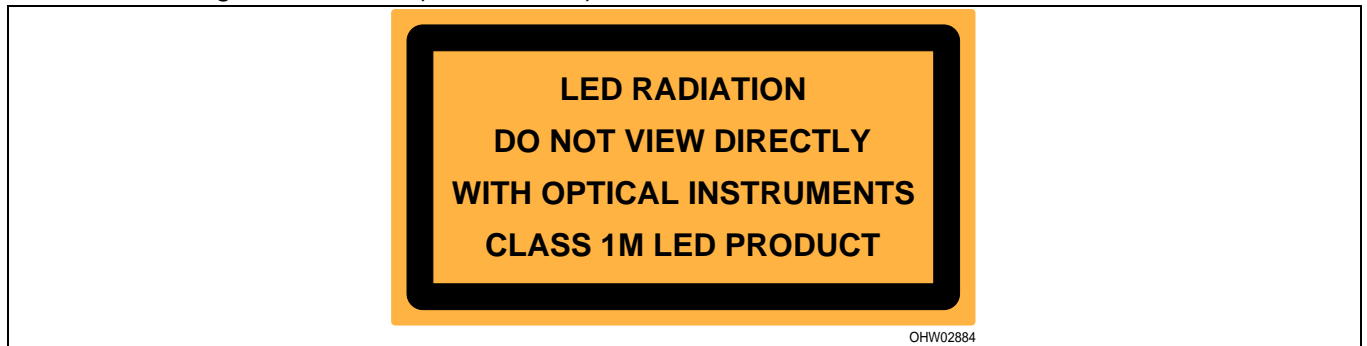 LED RADIATION
DO NOT VIEW DIRECTLY
WITH OPTICAL INSTRUMENTS
CLASS 1M LED PRODUCT
OHW02884